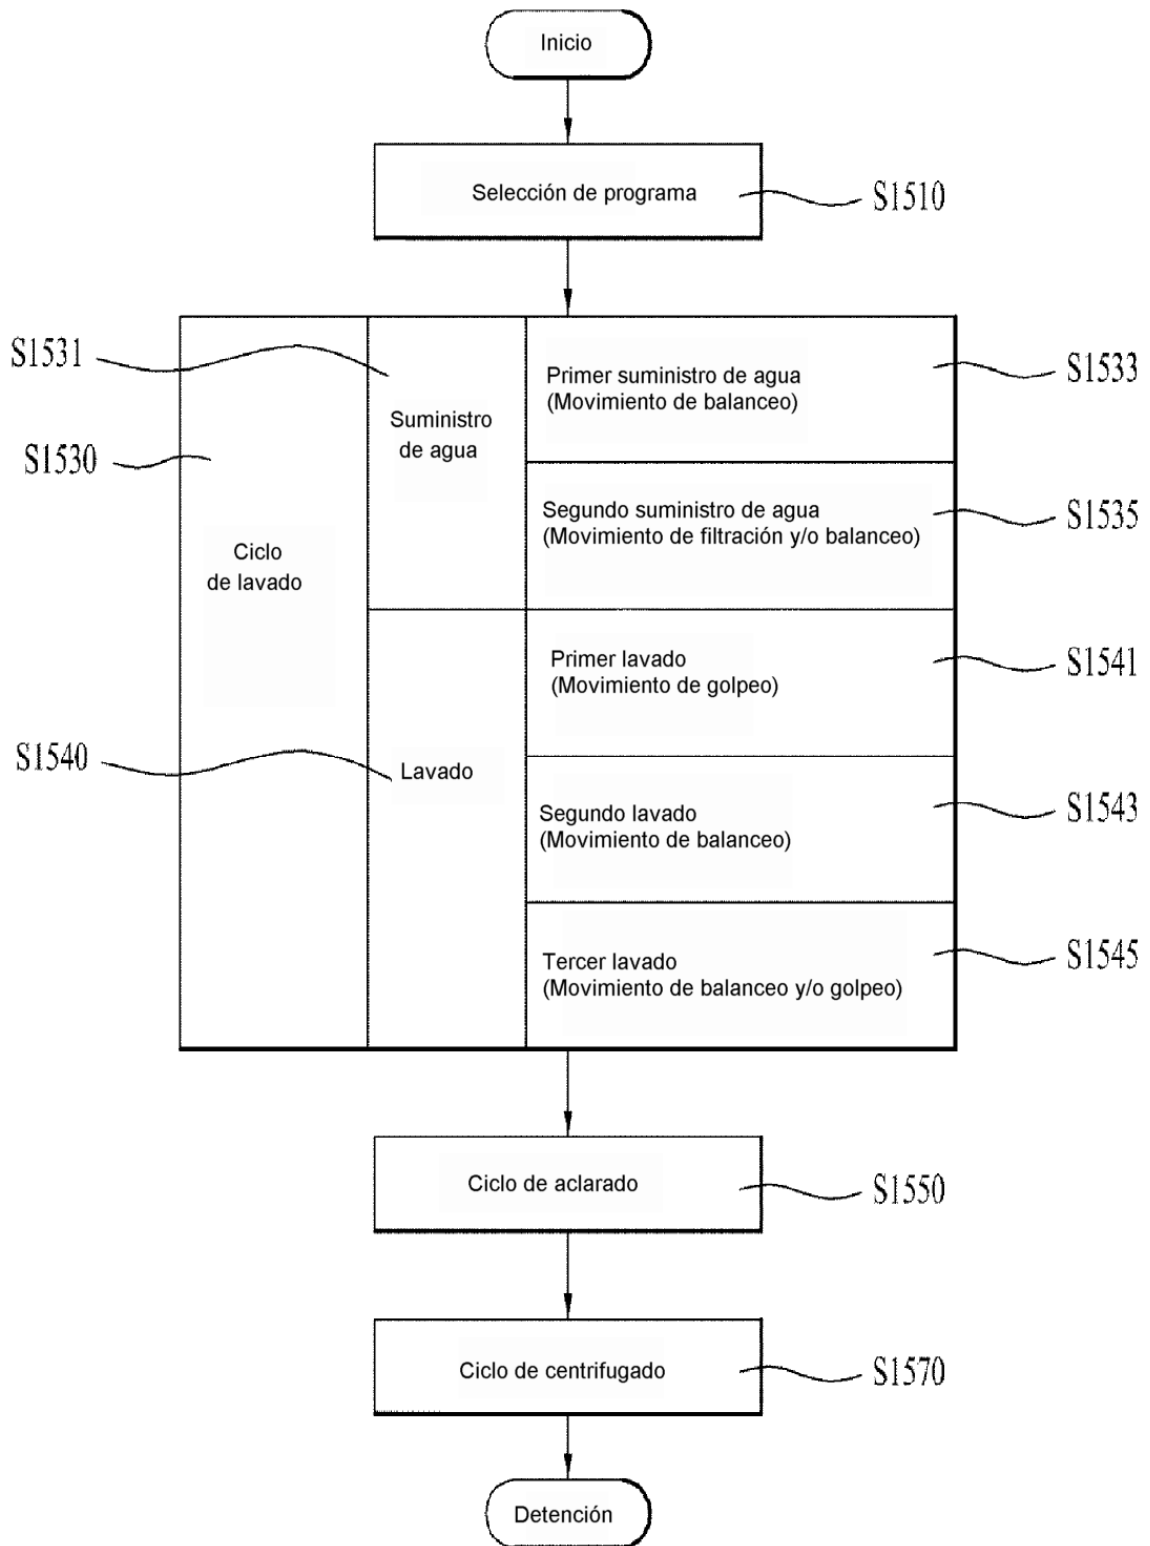 Inicio
Selección de programa
S1510
S1531
S1530
Ciclo
de lavado
Suministro
de agua
Primer suministro de agua
(Movimiento de balanceo)
S1533
Segundo suministro de agua
(Movimiento de filtración y/o balanceo)
S1535
S1540
Lavado
Primer lavado
(Movimiento de golpeo)
S1541
Segundo lavado
(Movimiento de balanceo)
S1543
Tercer lavado
(Movimiento de balanceo y/o golpeo)
S1545
Ciclo de aclarado
S1550
Ciclo de centrifugado
S1570
Detención